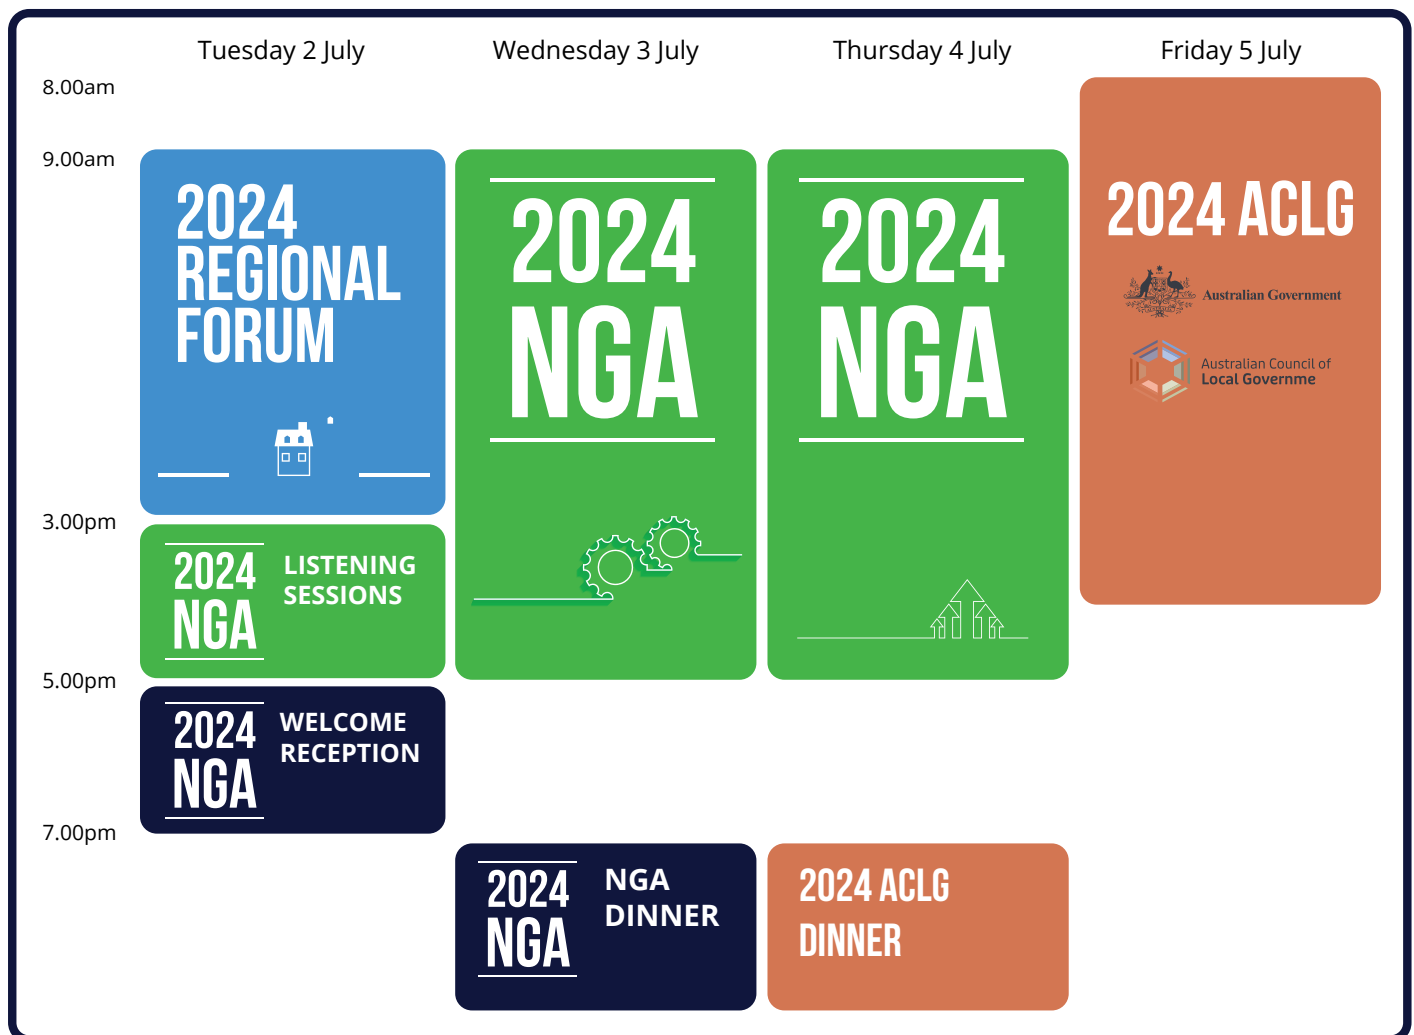 Tuesday 2 July
Wednesday 3 July
Thursday 4 July
Friday 5 July
8.00am
9.00am
2024
REGIONAL
FORUM
2024
NGA
2024
NGA
2024 ACLG
Australian Government
Australian Council of
Local Governme
3.00pm
2024
NGA
LISTENING
SESSIONS
5.00pm
2024
NGA
WELCOME
RECEPTION
7.00pm
2024
NGA
NGA
DINNER
2024 ACLG
DINNER